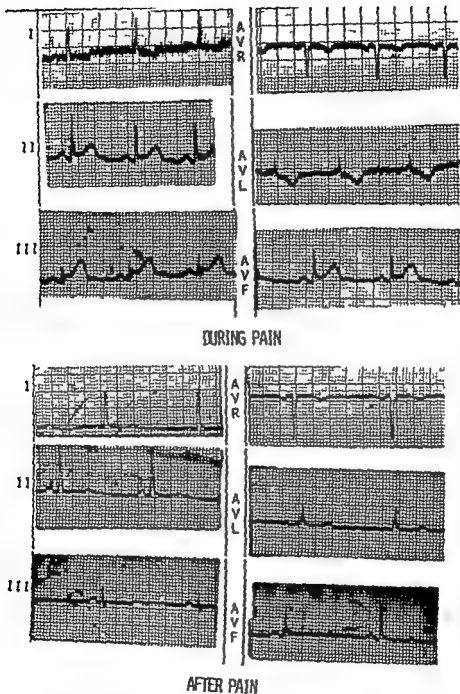 I
AVR
II
AVL
III
AVF
DURING PAIN
I
AVR
II
AVL
III
AVF
AFTER PAIN